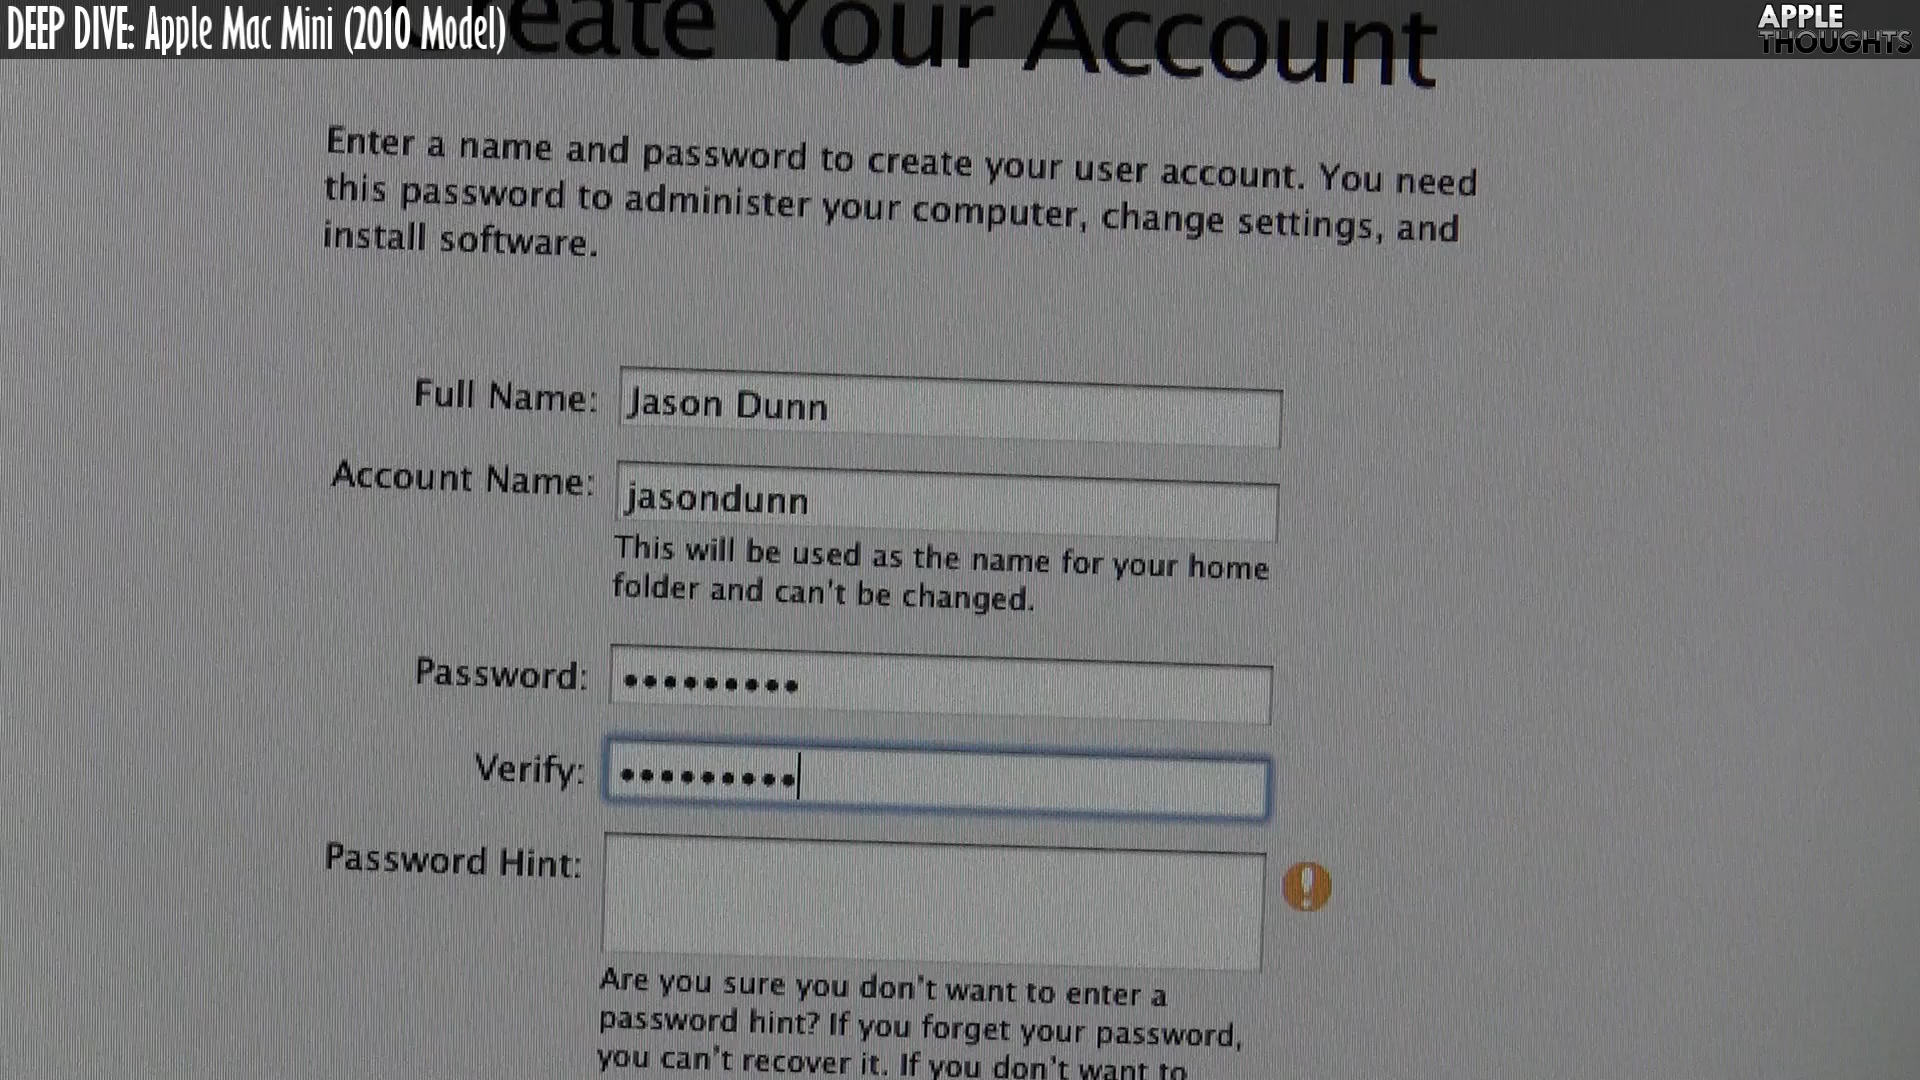 DEEP DIVE: Apple Mac Mini (2010 Model)
APPLE
THOUGHTS
eate Your Account
Enter a name and password to create your user account. You need
this password to administer your computer, change settings, and
install software.
Full Name: Jason Dunn
Account Name: jasondunn
This will be used as the name for your home
folder and can't be changed.
Password: •••••••••
Verify: •••••••••
Password Hint:
!
Are you sure you don't want to enter a
password hint? If you forget your password,
you can't recover it. If you don't want to